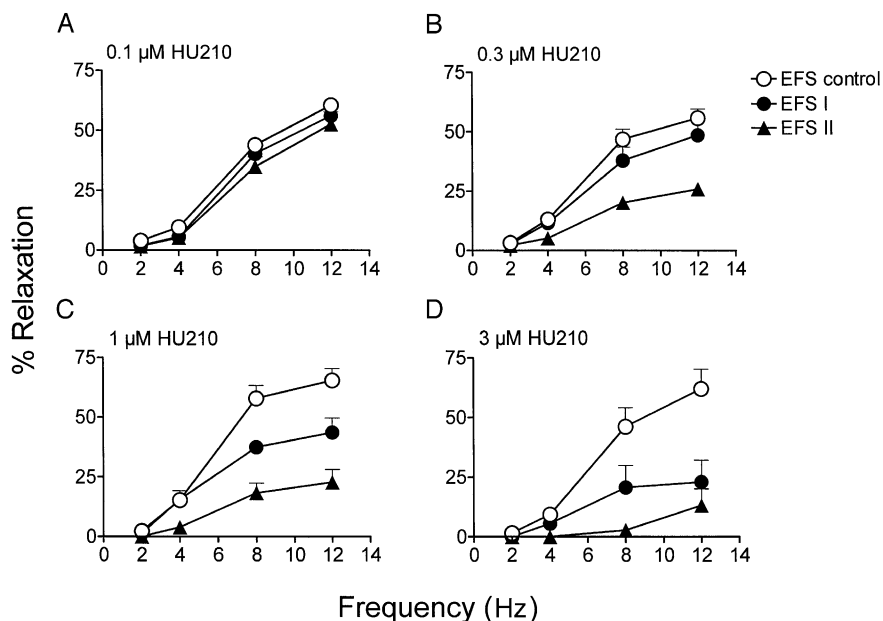 A
0.1 µM HU210
75
50
25
0
0 2 4 6 8 10 12 14
B
0.3 µM HU210
75
50
25
0
0 2 4 6 8 10 12 14
EFS control
EFS I
EFS II
% Relaxation
C
1 µM HU210
75
50
25
0
0 2 4 6 8 10 12 14
D
3 µM HU210
75
50
25
0
0 2 4 6 8 10 12 14
Frequency (Hz)